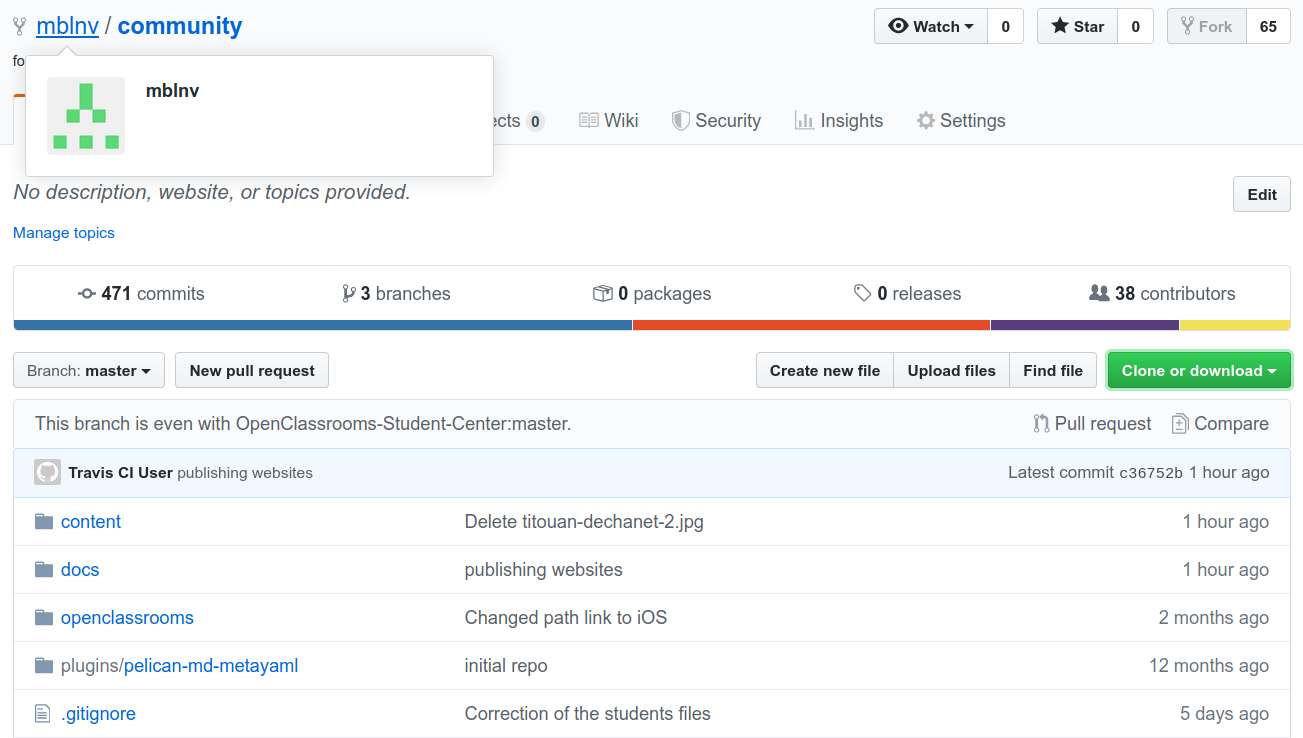 mblnv / community
Watch 0 Star 0 Fork 65
fo
mblnv
ects 0 Wiki Security Insights Settings
No description, website, or topics provided.
Edit
Manage topics
471 commits 3 branches 0 packages 0 releases 38 contributors
Branch: master New pull request Create new file Upload files Find file Clone or download
This branch is even with OpenClassrooms-Student-Center:master. Pull request Compare
Travis CI User publishing websites Latest commit c36752b 1 hour ago
content Delete titouan-dechanet-2.jpg 1 hour ago
docs publishing websites 1 hour ago
openclassrooms Changed path link to iOS 2 months ago
plugins/pelican-md-metayaml initial repo 12 months ago
.gitignore Correction of the students files 5 days ago